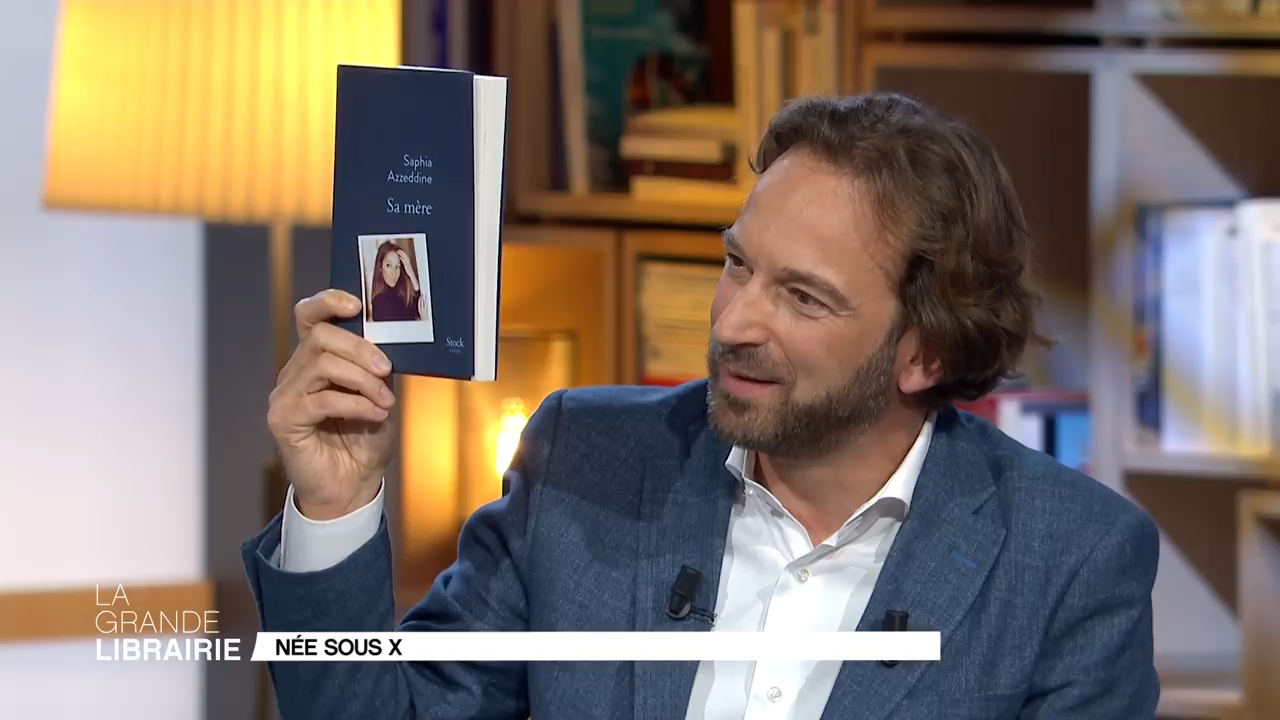 Saphia
Azzeddine
Sa mère
Stock
LA
GRANDE
LIBRAIRIE
NÉE SOUS X